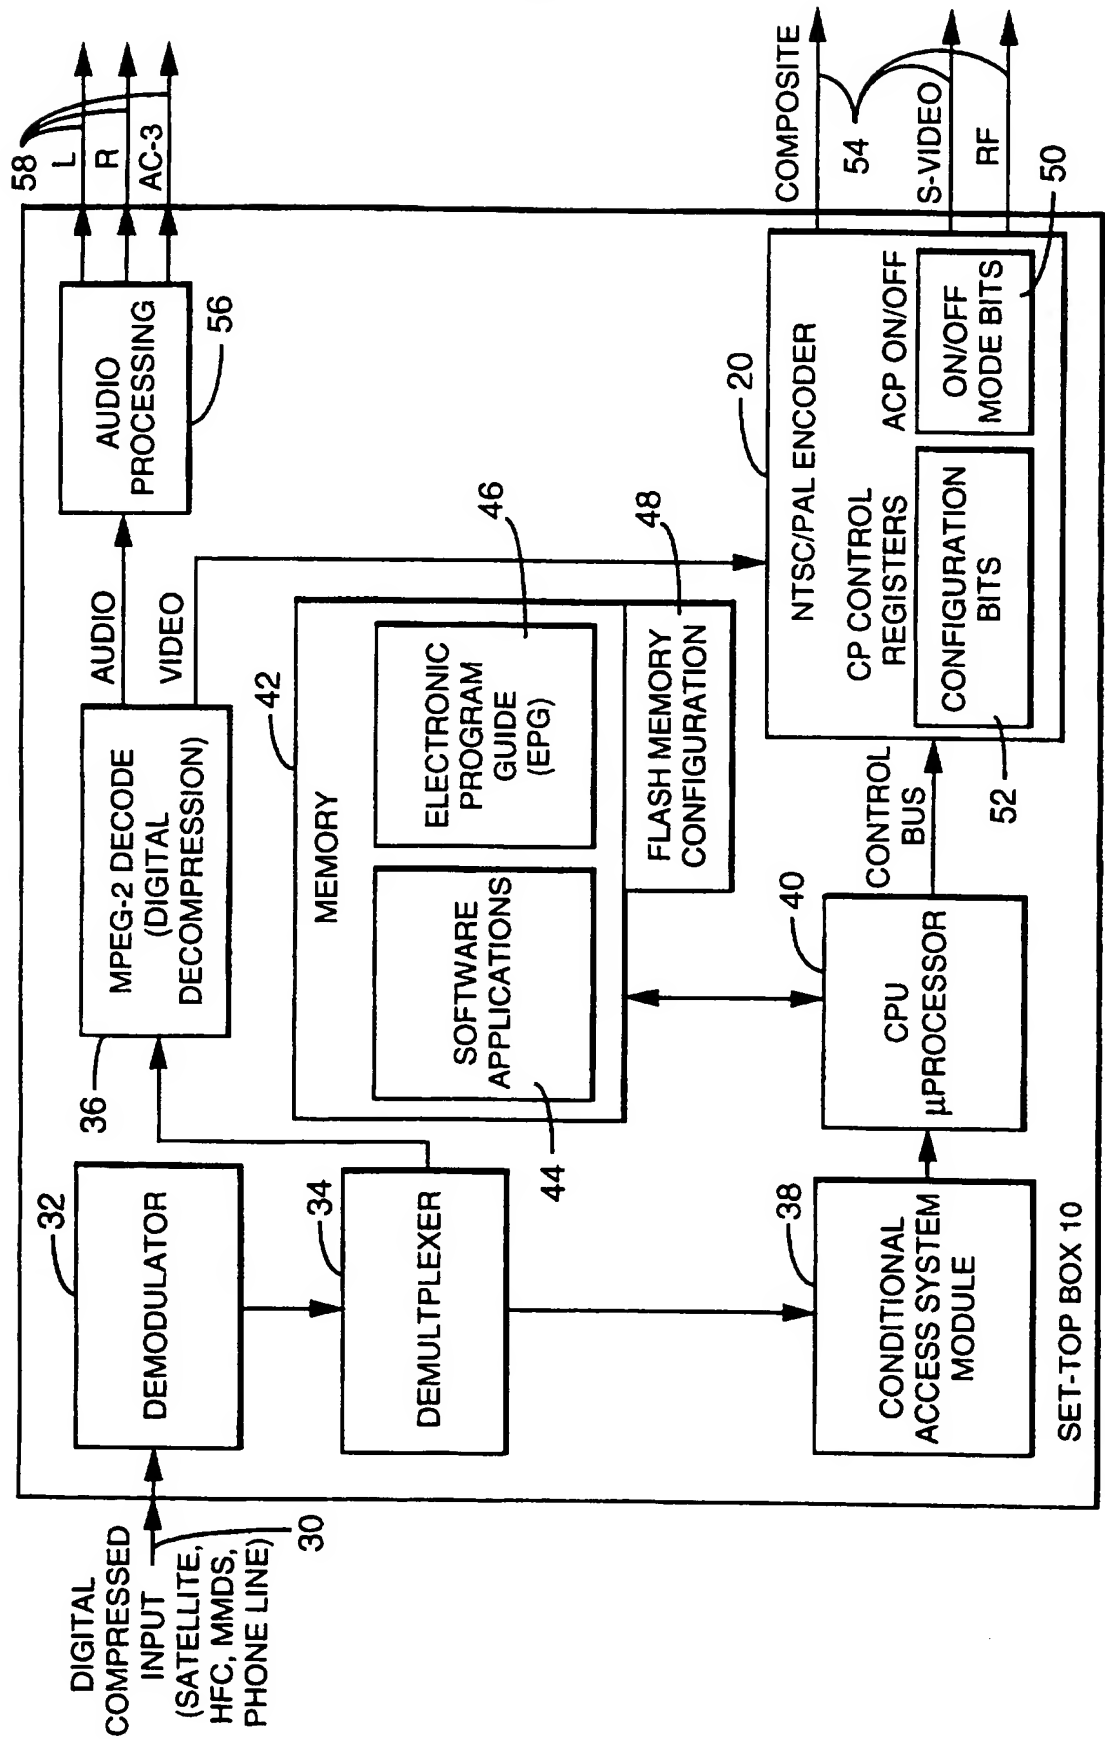 DIGITAL
COMPRESSED
INPUT
(SATELLITE,
HFC, MMDS,
PHONE LINE)
30
32
DEMODULATOR
34
DEMULTPLEXER
36
MPEG-2 DECODE
(DIGITAL
DECOMPRESSION)
AUDIO
VIDEO
AUDIO
PROCESSING
56
58
L
R
AC-3
42
MEMORY
SOFTWARE
APPLICATIONS
44
ELECTRONIC
PROGRAM
GUIDE
(EPG)
46
FLASH MEMORY
CONFIGURATION
48
38
CONDITIONAL
ACCESS SYSTEM
MODULE
40
CPU
µPROCESSOR
CONTROL
BUS
20
NTSC/PAL ENCODER
CP CONTROL
REGISTERS
ACP ON/OFF
CONFIGURATION
BITS
52
ON/OFF
MODE BITS
50
COMPOSITE
54
S-VIDEO
RF
SET-TOP BOX 10